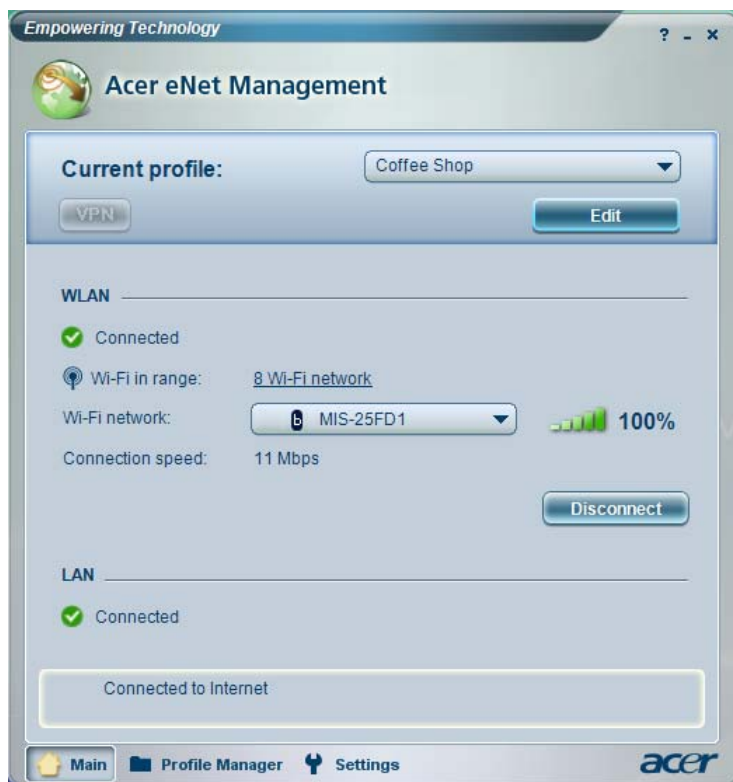 Empowering Technology
? - x
Acer eNet Management
Current profile: Coffee Shop
VPN Edit
WLAN
Connected
Wi-Fi in range: 8 Wi-Fi network
Wi-Fi network: b MIS-25FD1 100%
Connection speed: 11 Mbps
Disconnect
LAN
Connected
Connected to Internet
Main Profile Manager Settings acer